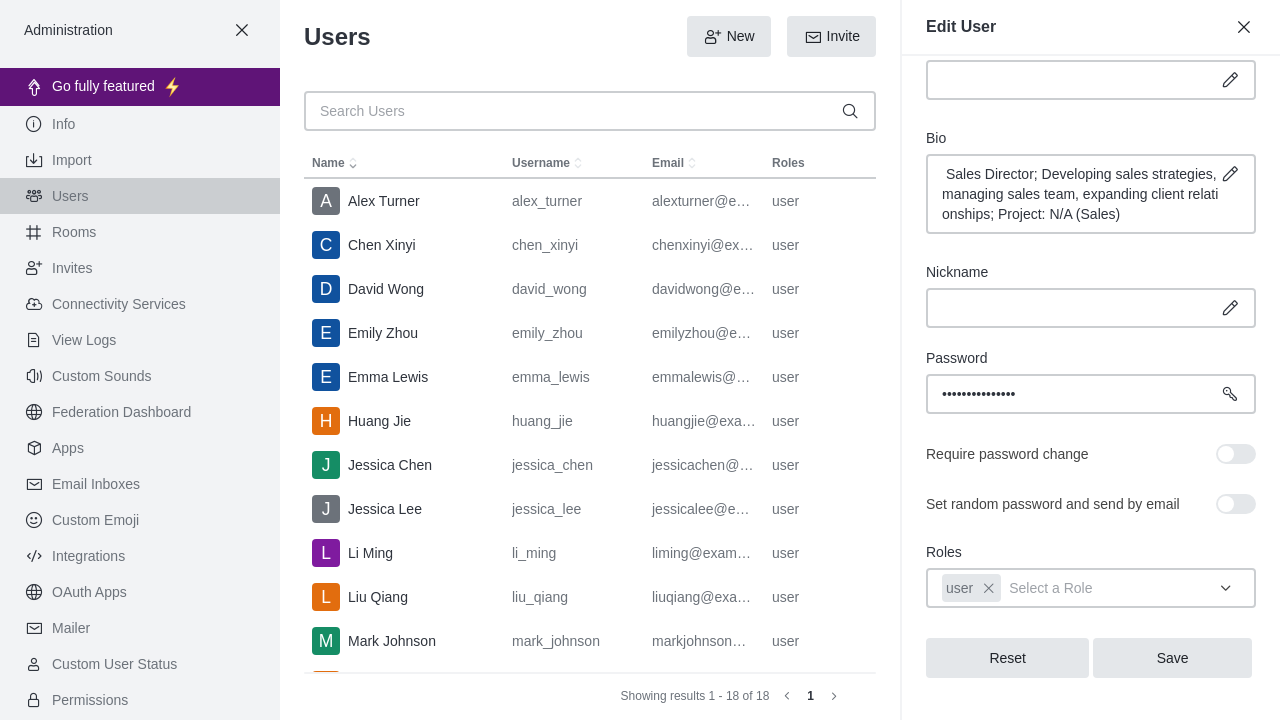 Administration
Go fully featured ⚡
Info
Import
Users
Rooms
Invites
Connectivity Services
View Logs
Custom Sounds
Federation Dashboard
Apps
Email Inboxes
Custom Emoji
Integrations
OAuth Apps
Mailer
Custom User Status
Permissions
Users
New
Invite
Search Users
Name Username Email Roles
A Alex Turner alex_turner alexturner@e… user
C Chen Xinyi chen_xinyi chenxinyi@ex… user
D David Wong david_wong davidwong@e… user
E Emily Zhou emily_zhou emilyzhou@e… user
E Emma Lewis emma_lewis emmalewis@… user
H Huang Jie huang_jie huangjie@exa… user
J Jessica Chen jessica_chen jessicachen@… user
J Jessica Lee jessica_lee jessicalee@e… user
L Li Ming li_ming liming@exam… user
L Liu Qiang liu_qiang liuqiang@exa… user
M Mark Johnson mark_johnson markjohnson… user
Showing results 1 - 18 of 18 1
Edit User
Bio
Sales Director; Developing sales strategies,
managing sales team, expanding client relati
onships; Project: N/A (Sales)
Nickname
Password
•••••••••••••••
Require password change
Set random password and send by email
Roles
user Select a Role
Reset
Save